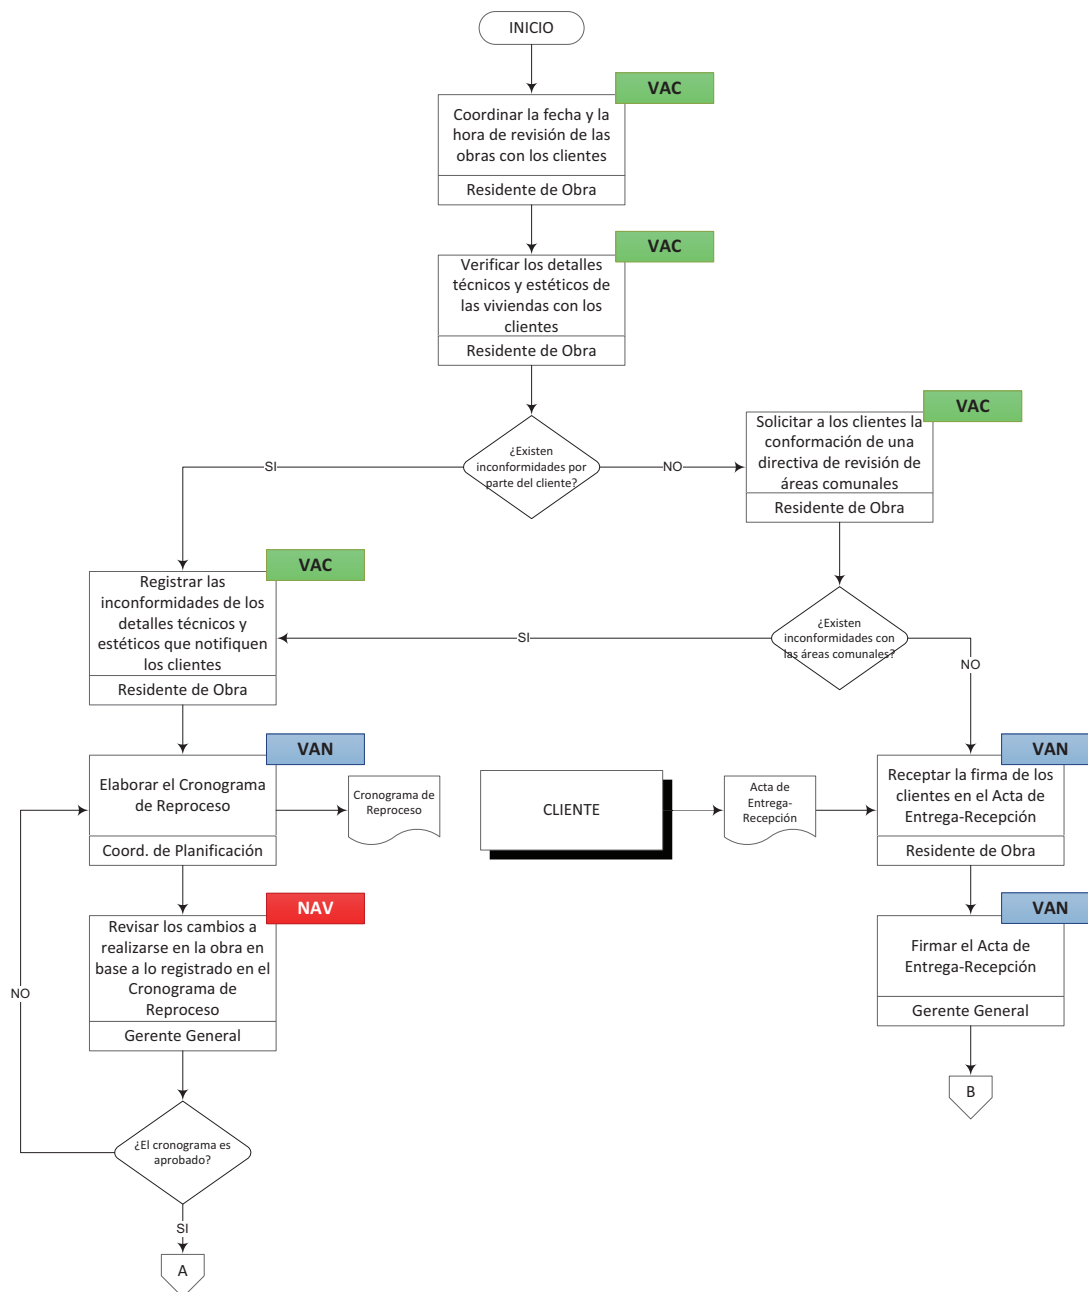 INICIO
VAC
Coordinar la fecha y la
hora de revisión de las
obras con los clientes
Residente de Obra
VAC
Verificar los detalles
técnicos y estéticos de
las viviendas con los
clientes
Residente de Obra
¿Existen
inconformidades por
parte del cliente?
SI
NO
VAC
Solicitar a los clientes la
conformación de una
directiva de revisión de
áreas comunales
Residente de Obra
VAC
Registrar las
inconformidades de los
detalles técnicos y
estéticos que notifiquen
los clientes
Residente de Obra
¿Existen
inconformidades con
las áreas comunales?
SI
NO
VAN
Elaborar el Cronograma
de Reproceso
Coord. de Planificación
Cronograma de
Reproceso
CLIENTE
Acta de
Entrega-
Recepción
VAN
Receptar la firma de los
clientes en el Acta de
Entrega-Recepción
Residente de Obra
NAV
Revisar los cambios a
realizarse en la obra en
base a lo registrado en el
Cronograma de
Reproceso
Gerente General
VAN
Firmar el Acta de
Entrega-Recepción
Gerente General
NO
B
¿El cronograma es
aprobado?
SI
A